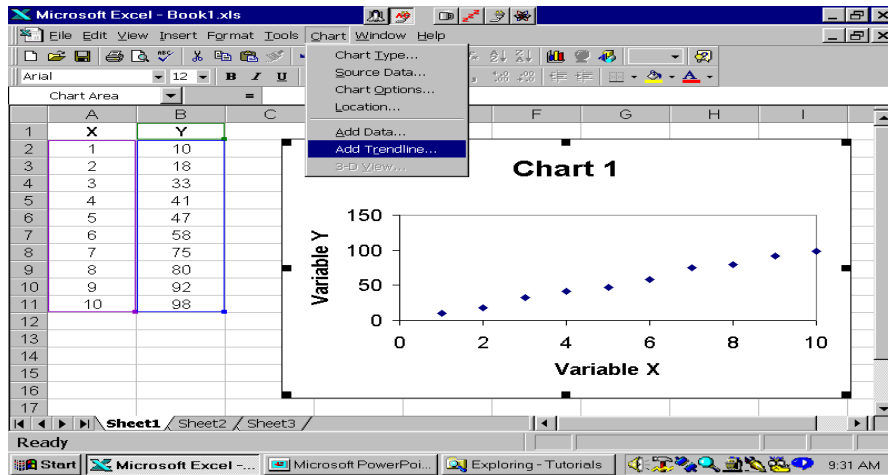 Microsoft Excel - Book1.xls
File Edit View Insert Format Tools Chart Window Help
Arial 12 B I U
Chart Area =
Chart Type...
Source Data...
Chart Options...
Location...
Add Data...
Add Trendline...
3-D View...
A B C F G H I
1 X Y
2 1 10
3 2 18
4 3 33
5 4 41
6 5 47
7 6 58
8 7 75
9 8 80
10 9 92
11 10 98
12
13
14
15
16
17
Chart 1
Variable Y
150
100
50
0
0 2 4 6 8 10
Variable X
Sheet1 Sheet2 Sheet3
Ready
Start Microsoft Excel -... Microsoft PowerPoi... Exploring - Tutorials 9:31 AM